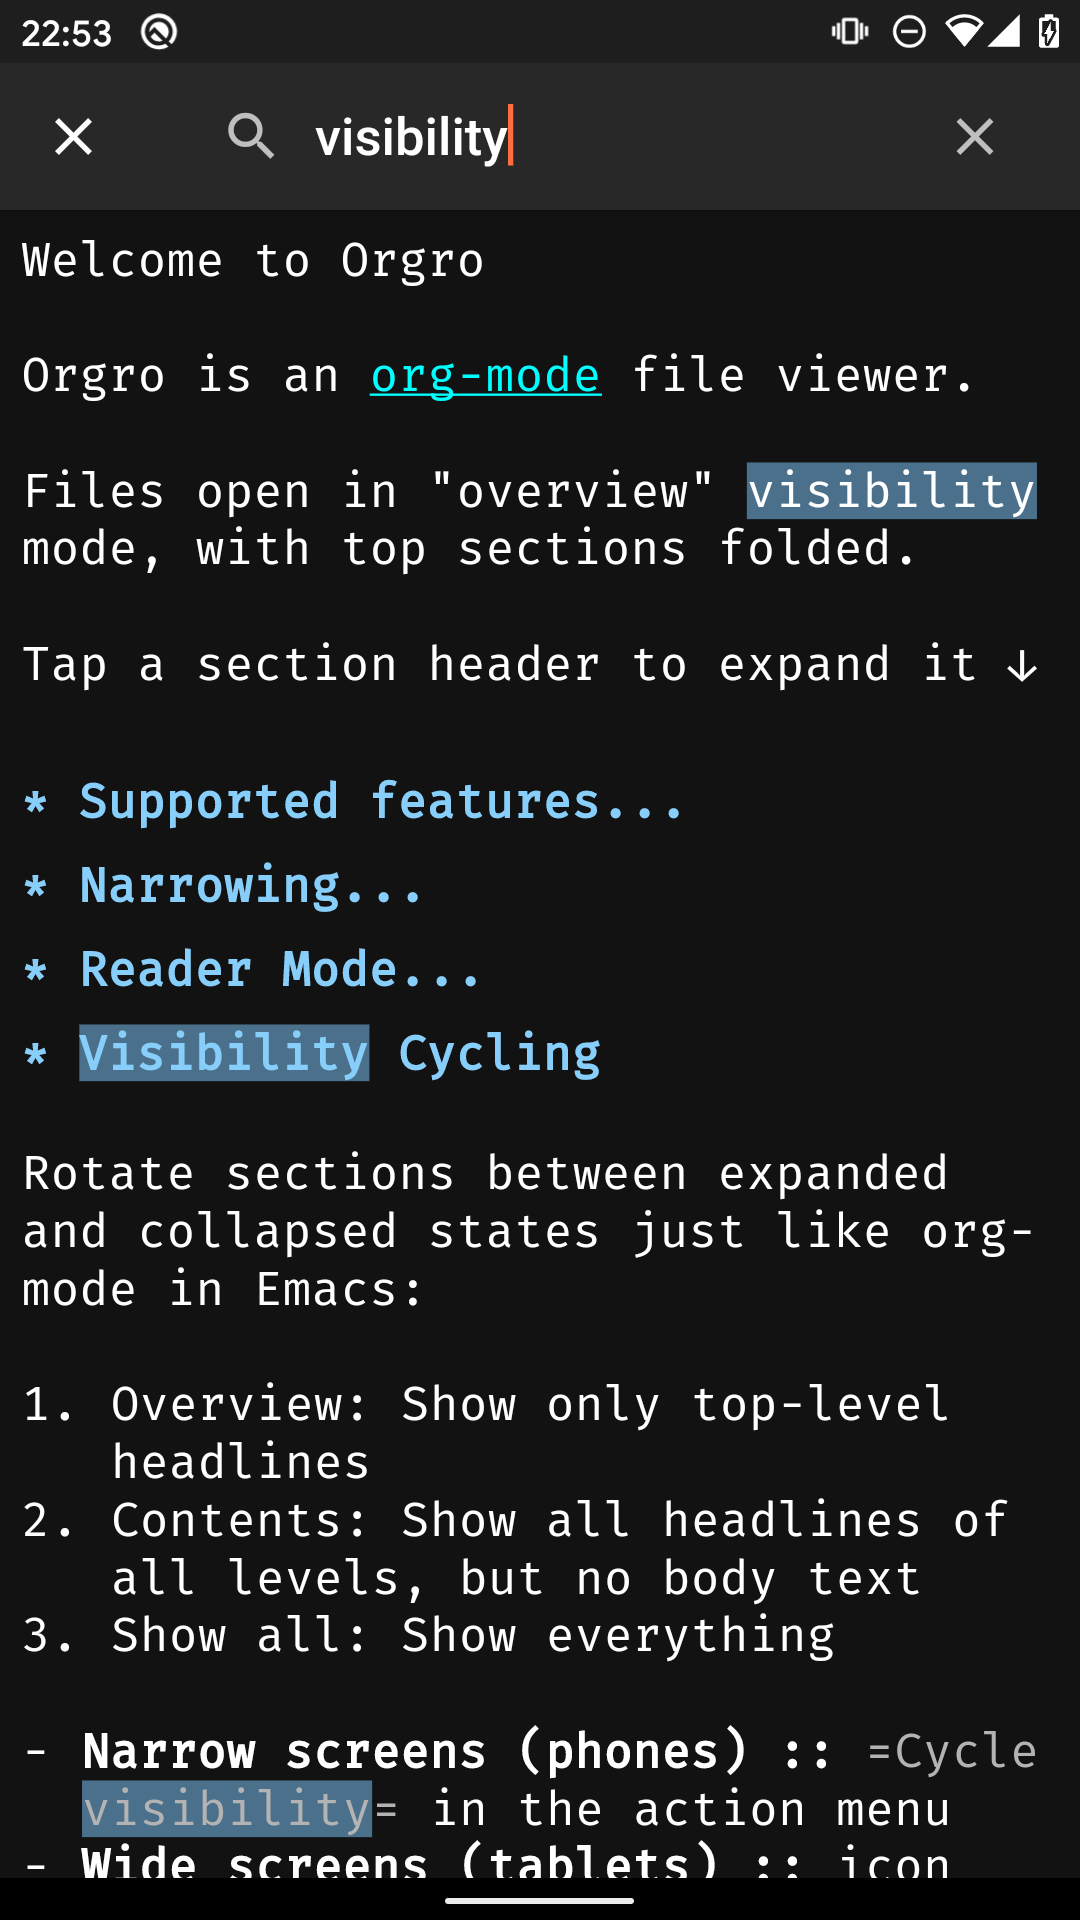 22:53
visibility
Welcome to Orgro
Orgro is an org-mode file viewer.
Files open in "overview" visibility
mode, with top sections folded.
Tap a section header to expand it ↓
* Supported features...
* Narrowing...
* Reader Mode...
* Visibility Cycling
Rotate sections between expanded
and collapsed states just like org-
mode in Emacs:
1. Overview: Show only top-level
headlines
2. Contents: Show all headlines of
all levels, but no body text
3. Show all: Show everything
- Narrow screens (phones) :: =Cycle
visibility= in the action menu
- Wide screens (tablets) :: icon